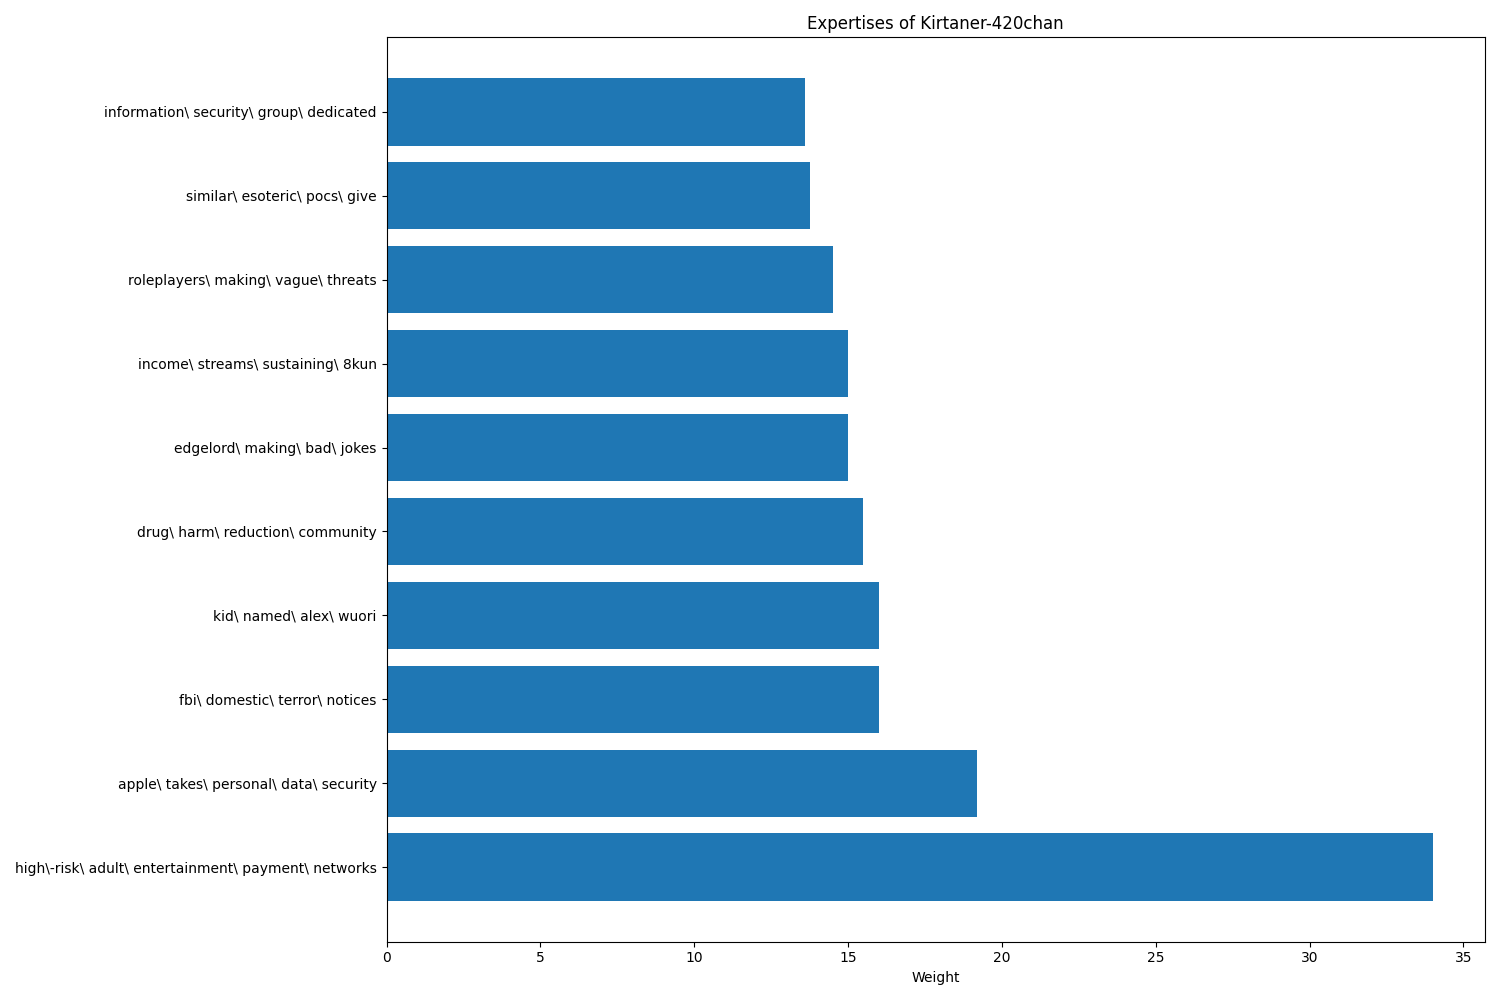 Expertises of Kirtaner-420chan
information\ security\ group\ dedicated
similar\ esoteric\ pocs\ give
roleplayers\ making\ vague\ threats
income\ streams\ sustaining\ 8kun
edgelord\ making\ bad\ jokes
drug\ harm\ reduction\ community
kid\ named\ alex\ wuori
fbi\ domestic\ terror\ notices
apple\ takes\ personal\ data\ security
high\-risk\ adult\ entertainment\ payment\ networks
0 5 10 15 20 25 30 35
Weight